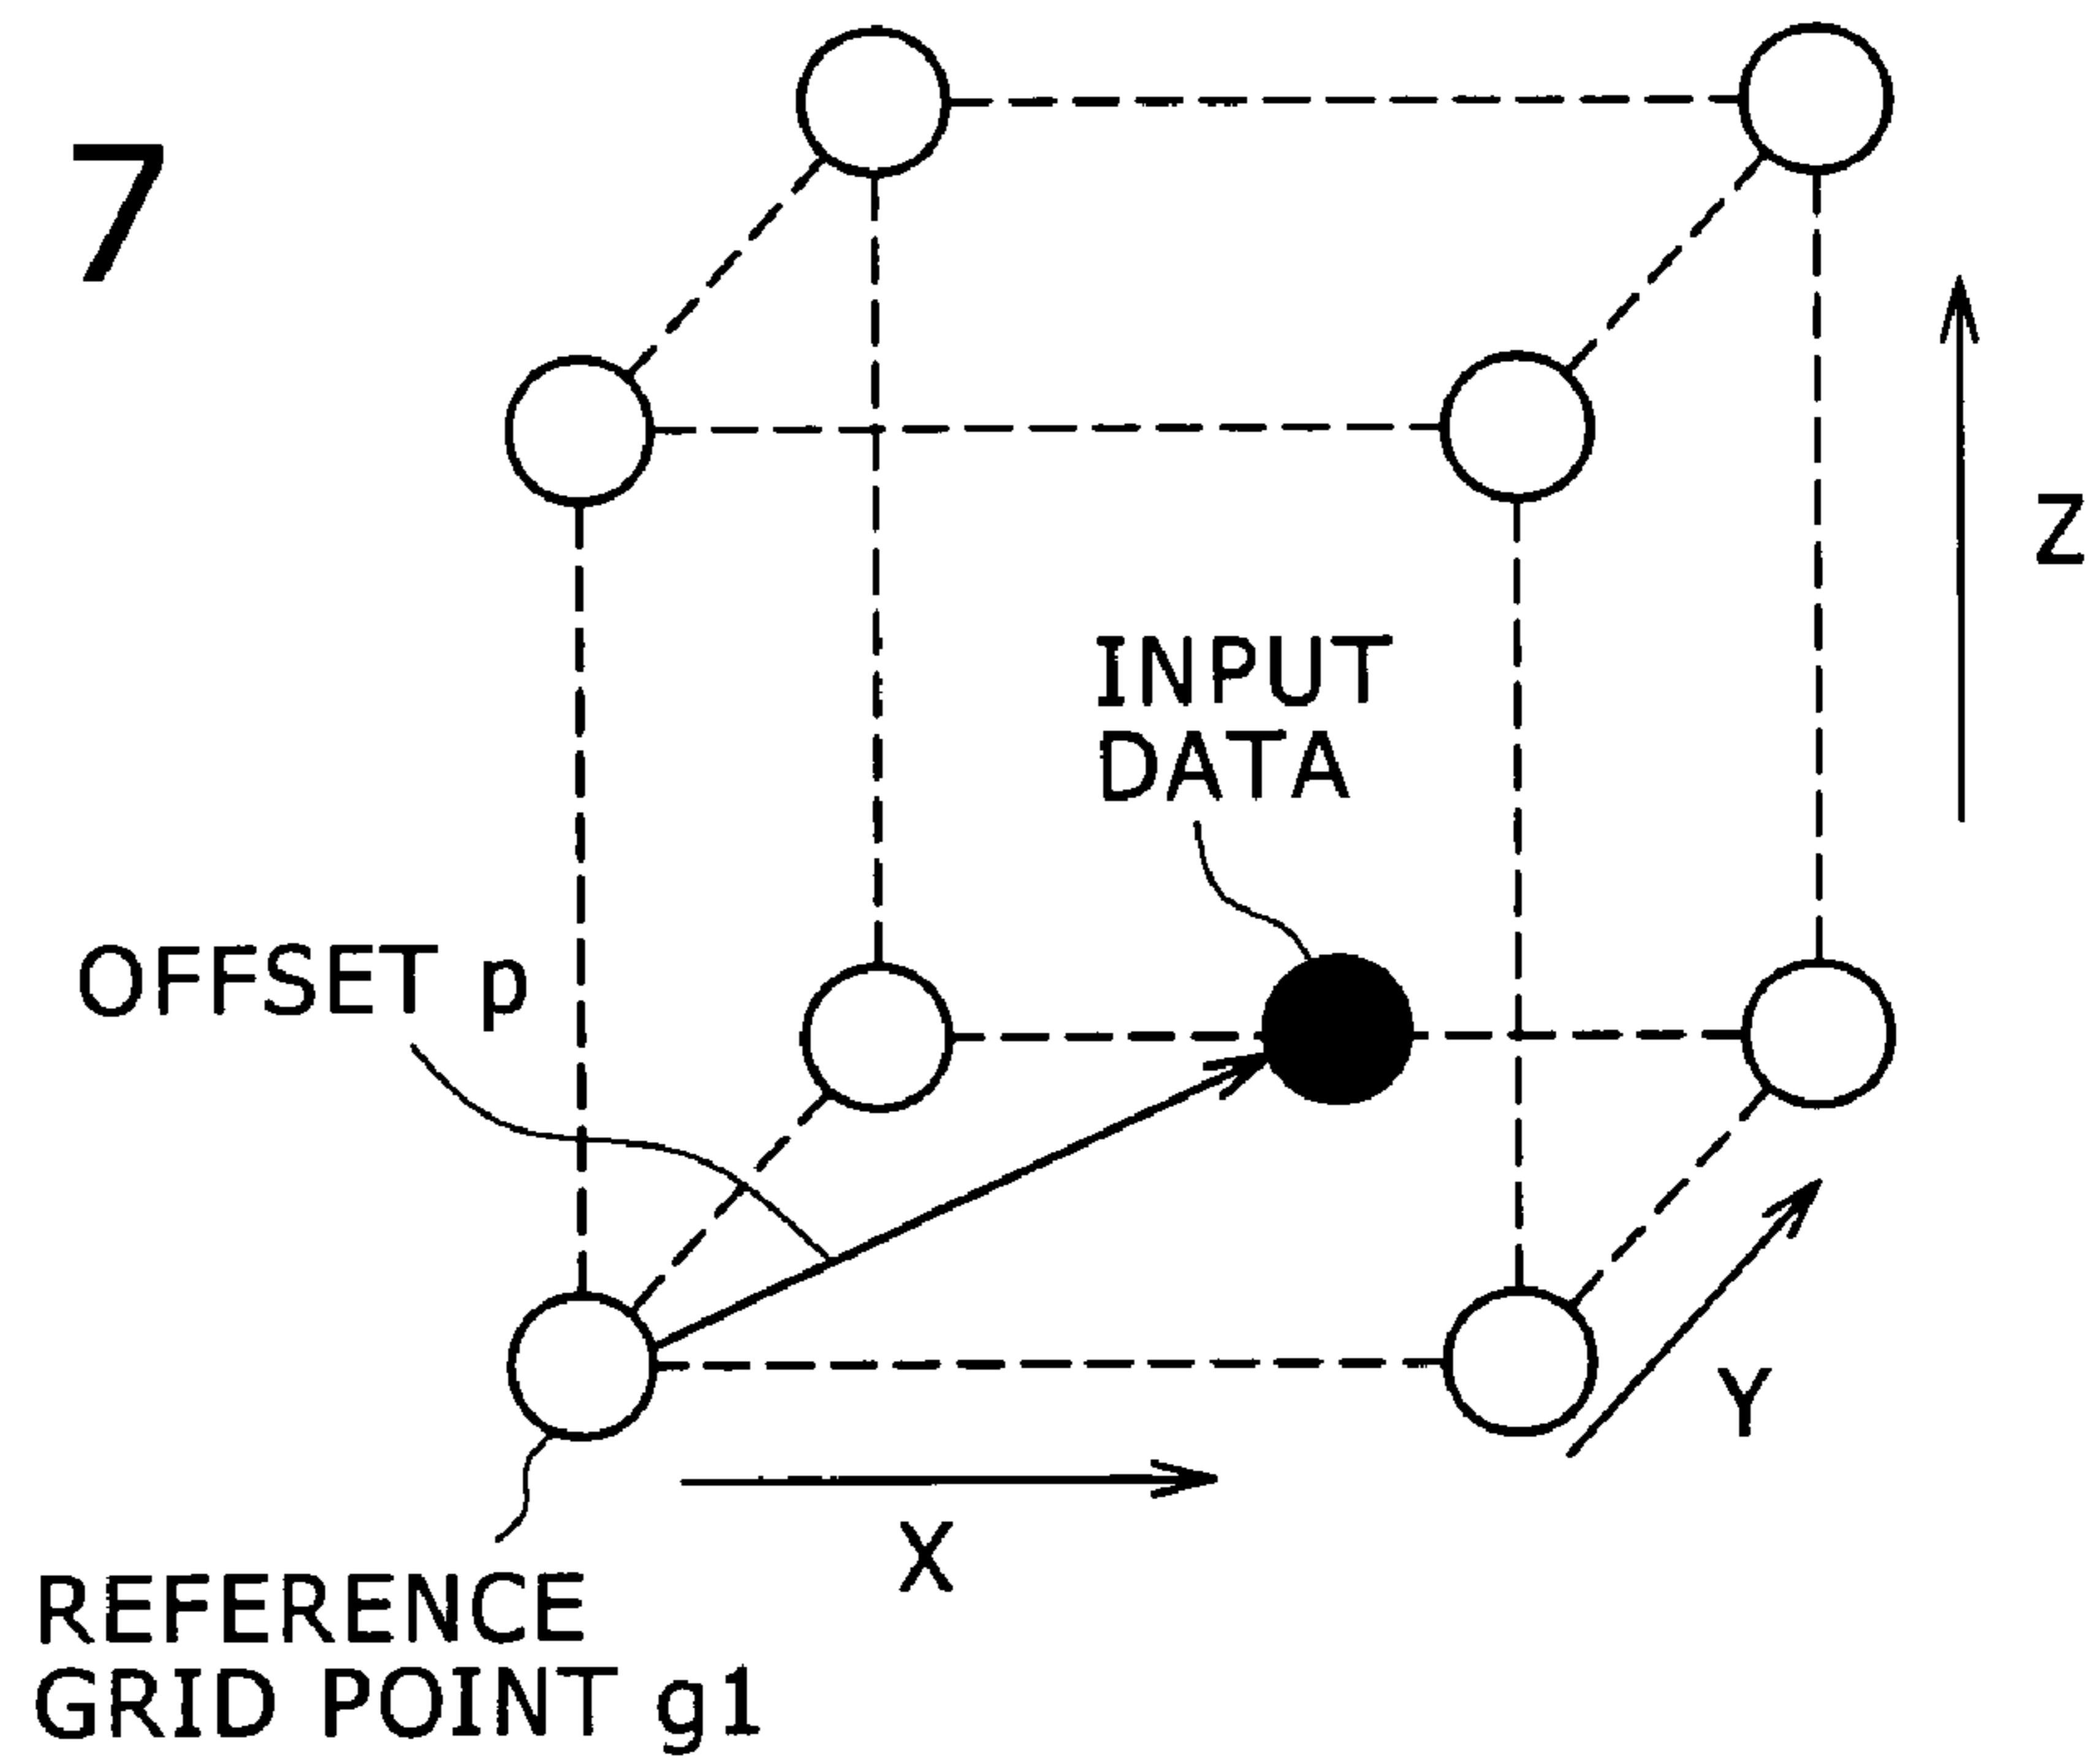 7
Z
INPUT
DATA
OFFSET p
Y
X
REFERENCE
GRID POINT g1